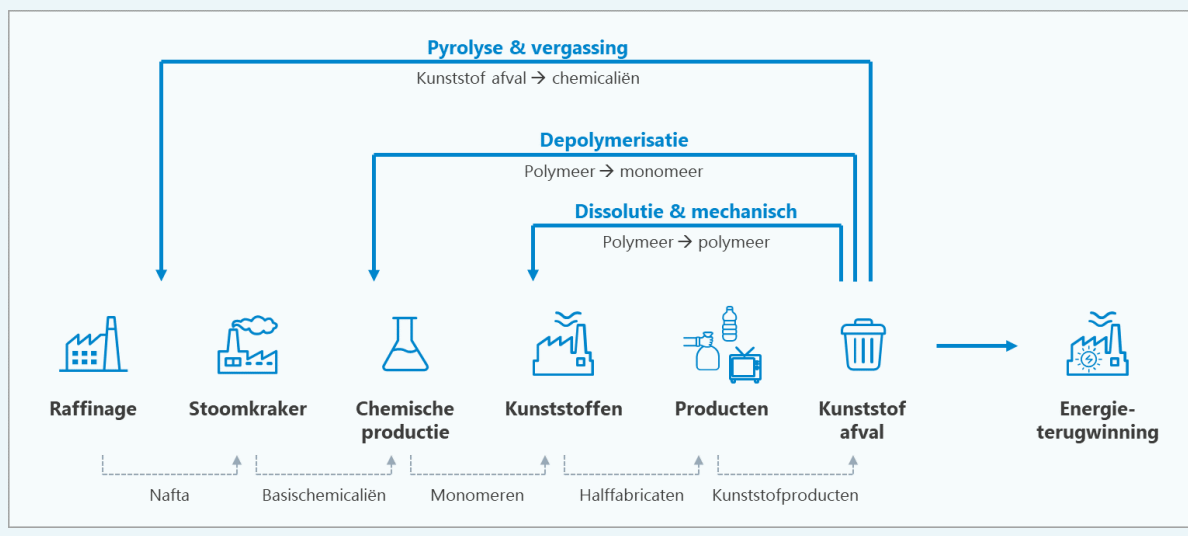 Pyrolyse & vergassing
Kunststof afval → chemicaliën
Depolymerisatie
Polymeer → monomeer
Dissolutie & mechanisch
Polymeer → polymeer
Raffinage
Stoomkraker
Chemische
productie
Kunststoffen
Producten
Kunststof
afval
Energie-
terugwinning
Nafta
Basischemicaliën
Monomeren
Halffabricaten
Kunststofproducten